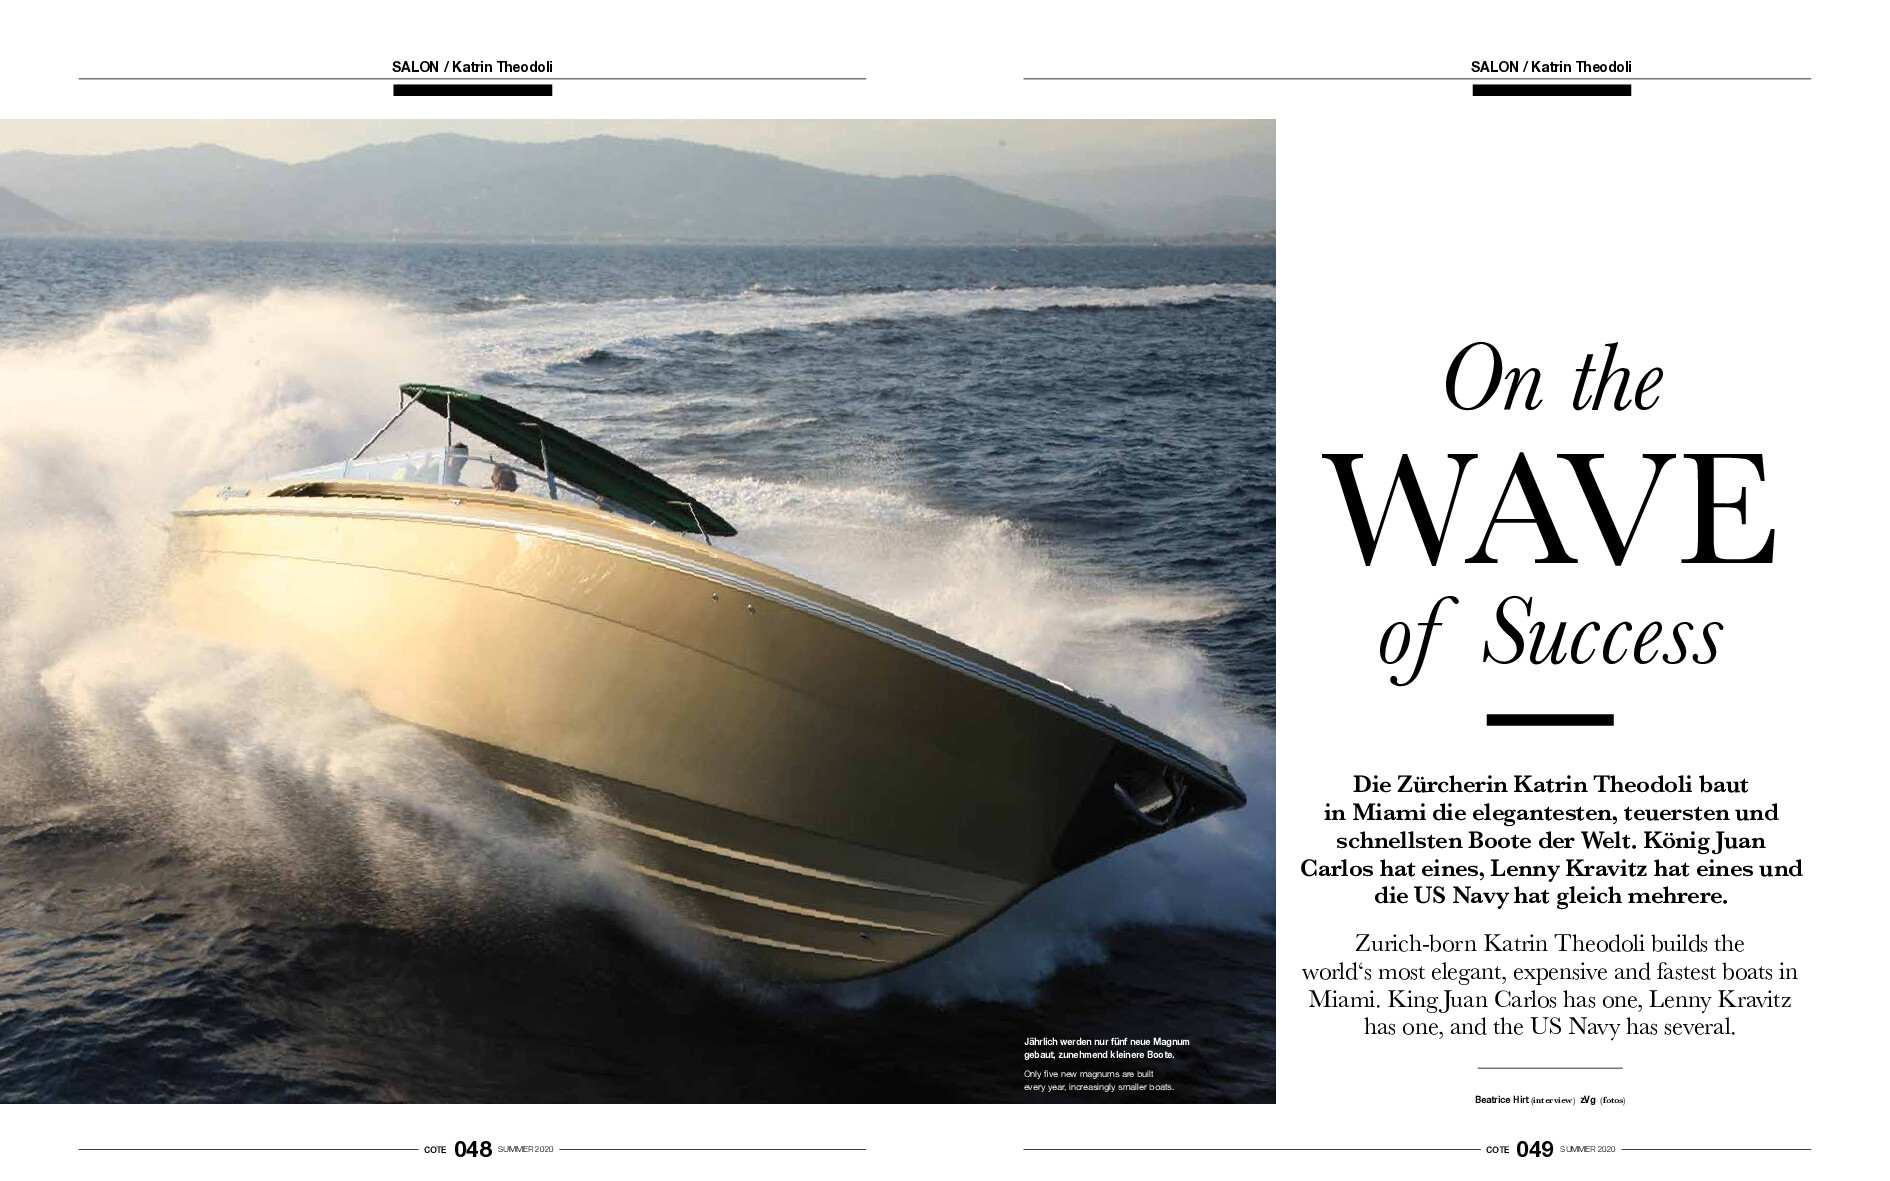 SALON / Katrin Theodoli
SALON / Katrin Theodoli
On the
WAVE
of Success
Die Zürcherin Katrin Theodoli baut
in Miami die elegantesten, teuersten und
schnellsten Boote der Welt. König Juan
Carlos hat eines, Lenny Kravitz hat eines und
die US Navy hat gleich mehrere.
Zurich-born Katrin Theodoli builds the
world‘s most elegant, expensive and fastest boats in
Miami. King Juan Carlos has one, Lenny Kravitz
has one, and the US Navy has several.
Jährlich werden nur fünf neue Magnum
gebaut, zunehmend kleinere Boote.
Only five new magnums are built
every year, increasingly smaller boats.
Beatrice Hirt (interview) zVg (fotos)
COTE 048 SUMMER 2020
COTE 049 SUMMER 2020